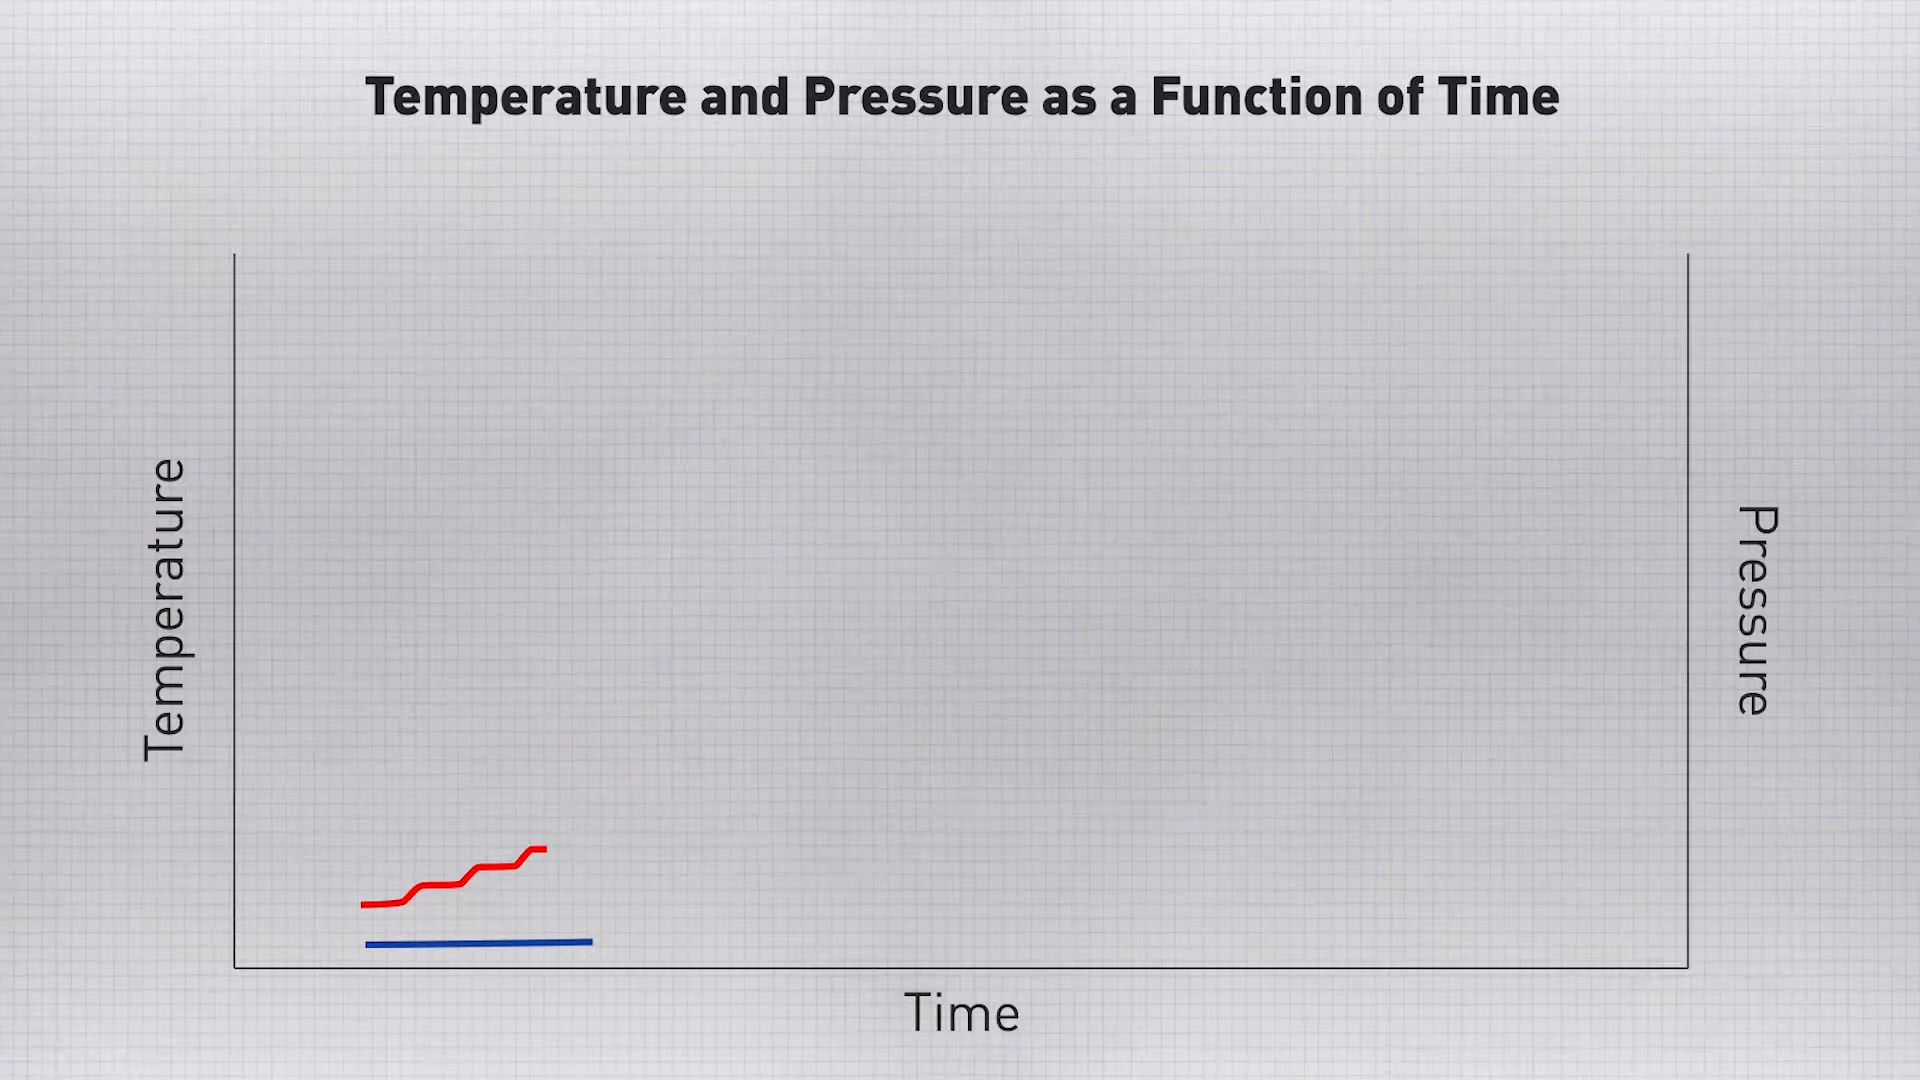 Temperature and Pressure as a Function of Time
Temperature
Pressure
Time